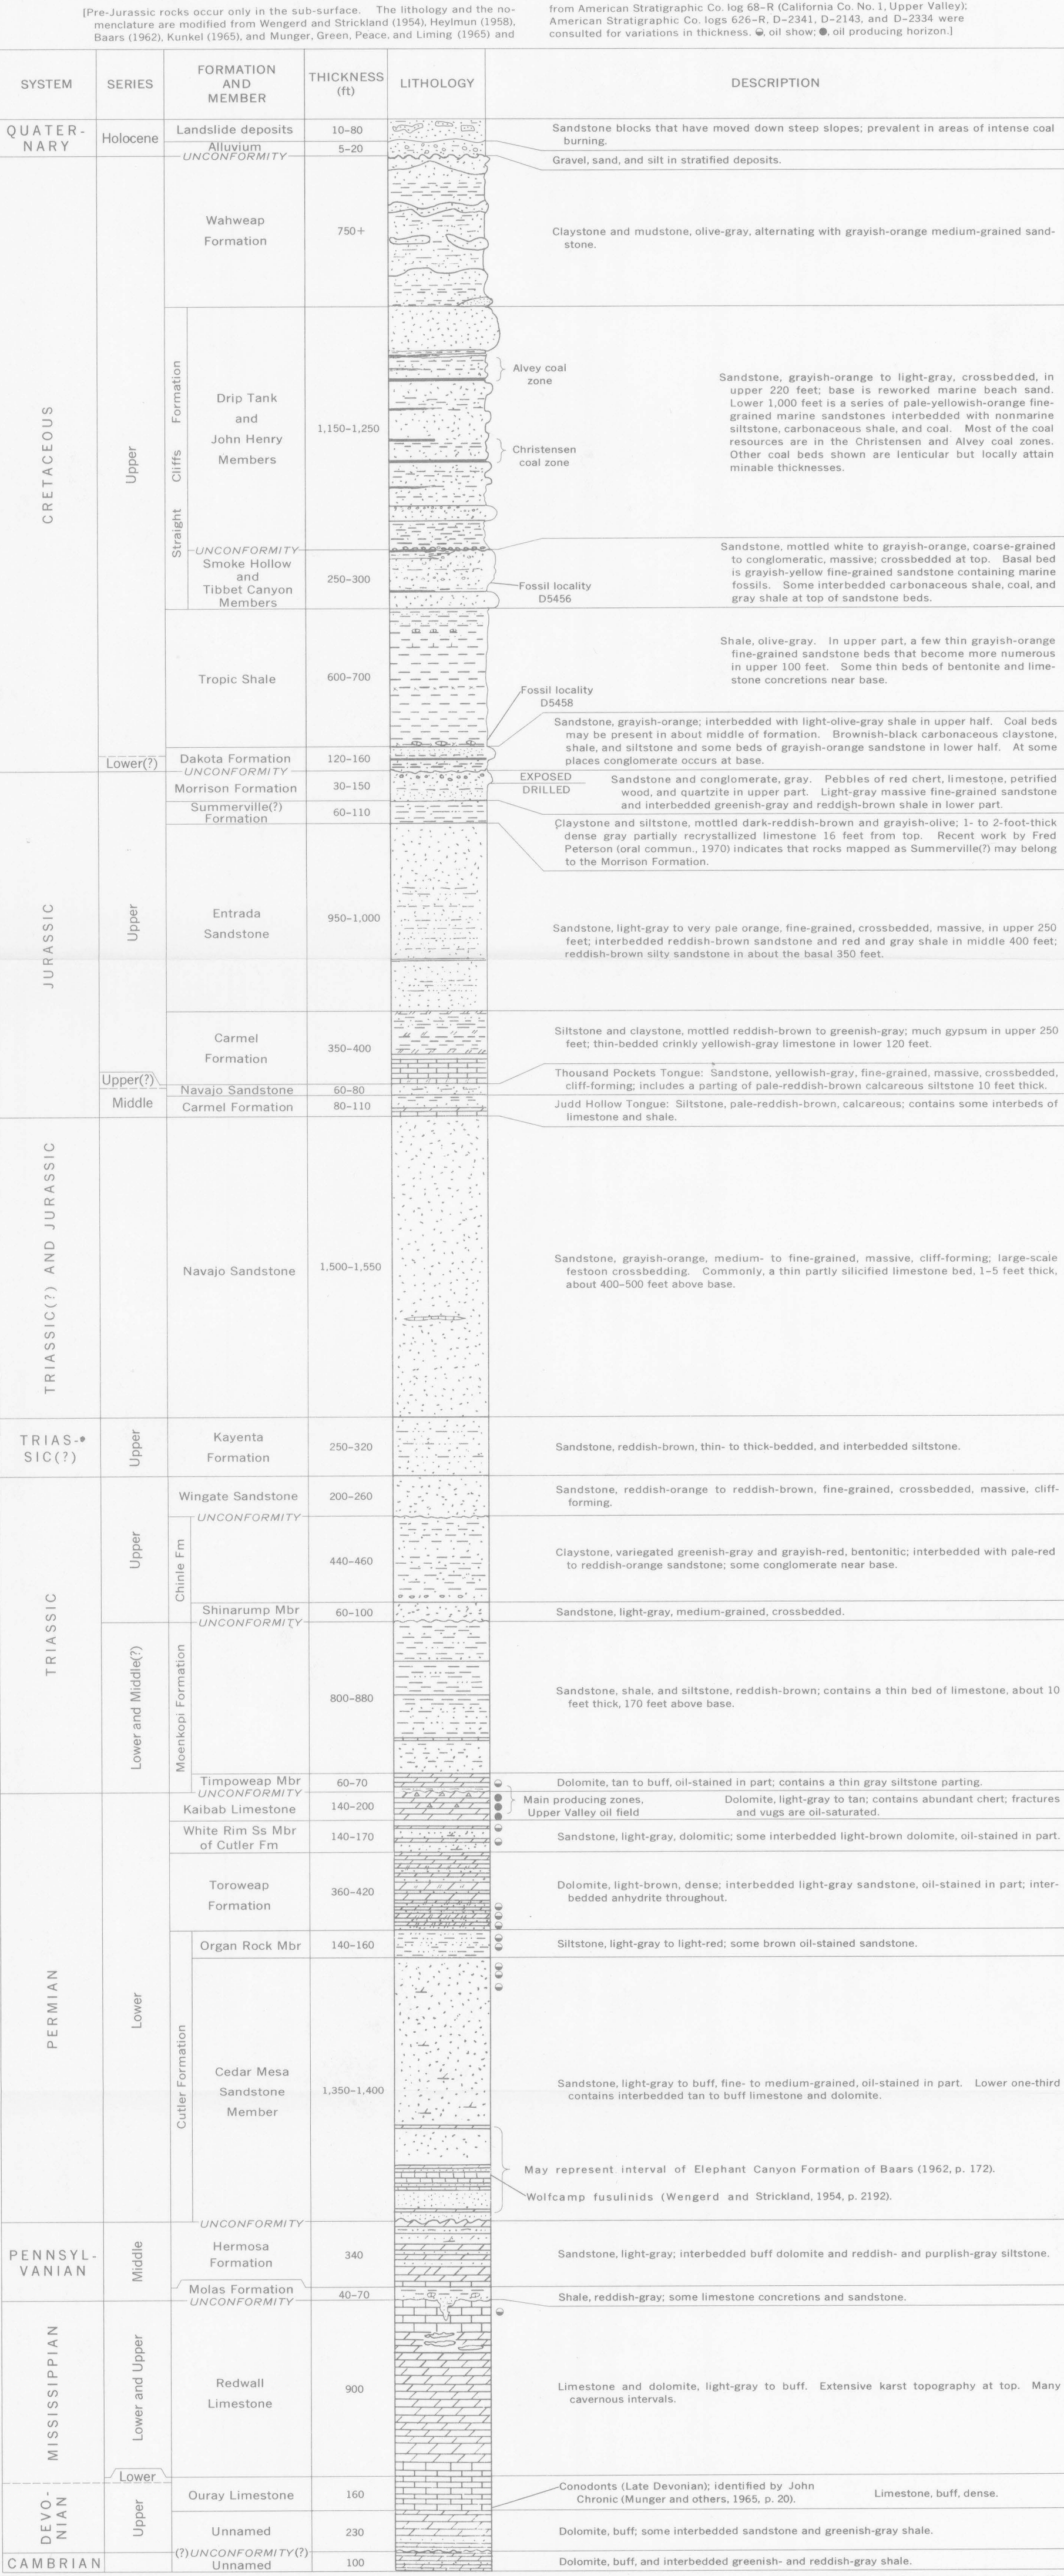 [Pre-Jurassic rocks occur only in the sub-surface. The lithology and the no-
menclature are modified from Wengerd and Strickland (1954), Heylmun (1958),
Baars (1962), Kunkel (1965), and Munger, Green, Peace, and Liming (1965) and
from American Stratigraphic Co. log 68–R (California Co. No. 1, Upper Valley);
American Stratigraphic Co. logs 626–R, D–2341, D–2143, and D–2334 were
consulted for variations in thickness. ◒, oil show; ●, oil producing horizon.]
SYSTEM
SERIES
FORMATION
AND
MEMBER
THICKNESS
(ft)
LITHOLOGY
DESCRIPTION
QUATER-
NARY
Holocene
Landslide deposits
10–80
Sandstone blocks that have moved down steep slopes; prevalent in areas of intense coal
burning.
Alluvium
5–20
Gravel, sand, and silt in stratified deposits.
UNCONFORMITY
CRETACEOUS
Upper
Wahweap
Formation
750+
Claystone and mudstone, olive-gray, alternating with grayish-orange medium-grained sand-
stone.
Straight Cliffs Formation
Drip Tank
and
John Henry
Members
1,150–1,250
Alvey coal
zone
Christensen
coal zone
Sandstone, grayish-orange to light-gray, crossbedded, in
upper 220 feet; base is reworked marine beach sand.
Lower 1,000 feet is a series of pale-yellowish-orange fine-
grained marine sandstones interbedded with nonmarine
siltstone, carbonaceous shale, and coal. Most of the coal
resources are in the Christensen and Alvey coal zones.
Other coal beds shown are lenticular but locally attain
minable thicknesses.
UNCONFORMITY
Smoke Hollow
and
Tibbet Canyon
Members
250–300
Fossil locality
D5456
Sandstone, mottled white to grayish-orange, coarse-grained
to conglomeratic, massive; crossbedded at top. Basal bed
is grayish-yellow fine-grained sandstone containing marine
fossils. Some interbedded carbonaceous shale, coal, and
gray shale at top of sandstone beds.
Tropic Shale
600–700
Fossil locality
D5458
Shale, olive-gray. In upper part, a few thin grayish-orange
fine-grained sandstone beds that become more numerous
in upper 100 feet. Some thin beds of bentonite and lime-
stone concretions near base.
Lower(?)
Dakota Formation
120–160
Sandstone, grayish-orange; interbedded with light-olive-gray shale in upper half. Coal beds
may be present in about middle of formation. Brownish-black carbonaceous claystone,
shale, and siltstone and some beds of grayish-orange sandstone in lower half. At some
places conglomerate occurs at base.
UNCONFORMITY
JURASSIC
Upper
Morrison Formation
30–150
EXPOSED
DRILLED
Sandstone and conglomerate, gray. Pebbles of red chert, limestone, petrified
wood, and quartzite in upper part. Light-gray massive fine-grained sandstone
and interbedded greenish-gray and reddish-brown shale in lower part.
Summerville(?)
Formation
60–110
Claystone and siltstone, mottled dark-reddish-brown and grayish-olive; 1- to 2-foot-thick
dense gray partially recrystallized limestone 16 feet from top. Recent work by Fred
Peterson (oral commun., 1970) indicates that rocks mapped as Summerville(?) may belong
to the Morrison Formation.
Entrada
Sandstone
950–1,000
Sandstone, light-gray to very pale orange, fine-grained, crossbedded, massive, in upper 250
feet; interbedded reddish-brown sandstone and red and gray shale in middle 400 feet;
reddish-brown silty sandstone in about the basal 350 feet.
Carmel
Formation
350–400
Siltstone and claystone, mottled reddish-brown to greenish-gray; much gypsum in upper 250
feet; thin-bedded crinkly yellowish-gray limestone in lower 120 feet.
Upper(?)
Navajo Sandstone
60–80
Thousand Pockets Tongue: Sandstone, yellowish-gray, fine-grained, massive, crossbedded,
cliff-forming; includes a parting of pale-reddish-brown calcareous siltstone 10 feet thick.
Middle
Carmel Formation
80–110
Judd Hollow Tongue: Siltstone, pale-reddish-brown, calcareous; contains some interbeds of
limestone and shale.
TRIASSIC(?) AND JURASSIC
Navajo Sandstone
1,500–1,550
Sandstone, grayish-orange, medium- to fine-grained, massive, cliff-forming; large-scale
festoon crossbedding. Commonly, a thin partly silicified limestone bed, 1–5 feet thick,
about 400–500 feet above base.
TRIAS-
SIC(?)
Upper
Kayenta
Formation
250–320
Sandstone, reddish-brown, thin- to thick-bedded, and interbedded siltstone.
TRIASSIC
Upper
Wingate Sandstone
200–260
Sandstone, reddish-orange to reddish-brown, fine-grained, crossbedded, massive, cliff-
forming.
UNCONFORMITY
Chinle Fm
440–460
Claystone, variegated greenish-gray and grayish-red, bentonitic; interbedded with pale-red
to reddish-orange sandstone; some conglomerate near base.
Shinarump Mbr
60–100
Sandstone, light-gray, medium-grained, crossbedded.
UNCONFORMITY
Lower and Middle(?)
Moenkopi Formation
800–880
Sandstone, shale, and siltstone, reddish-brown; contains a thin bed of limestone, about 10
feet thick, 170 feet above base.
Timpoweap Mbr
60–70
Dolomite, tan to buff, oil-stained in part; contains a thin gray siltstone parting.
UNCONFORMITY
PERMIAN
Lower
Kaibab Limestone
140–200
Main producing zones,
Upper Valley oil field
Dolomite, light-gray to tan; contains abundant chert; fractures
and vugs are oil-saturated.
White Rim Ss Mbr
of Cutler Fm
140–170
Sandstone, light-gray, dolomitic; some interbedded light-brown dolomite, oil-stained in part.
Toroweap
Formation
360–420
Dolomite, light-brown, dense; interbedded light-gray sandstone, oil-stained in part; inter-
bedded anhydrite throughout.
Cutler Formation
Organ Rock Mbr
140–160
Siltstone, light-gray to light-red; some brown oil-stained sandstone.
Cedar Mesa
Sandstone
Member
1,350–1,400
Sandstone, light-gray to buff, fine- to medium-grained, oil-stained in part. Lower one-third
contains interbedded tan to buff limestone and dolomite.
May represent interval of Elephant Canyon Formation of Baars (1962, p. 172).
Wolfcamp fusulinids (Wengerd and Strickland, 1954, p. 2192).
UNCONFORMITY
PENNSYL-
VANIAN
Middle
Hermosa
Formation
340
Sandstone, light-gray; interbedded buff dolomite and reddish- and purplish-gray siltstone.
Molas Formation
40–70
Shale, reddish-gray; some limestone concretions and sandstone.
UNCONFORMITY
MISSISSIPPIAN
Lower and Upper
Redwall
Limestone
900
Limestone and dolomite, light-gray to buff. Extensive karst topography at top. Many
cavernous intervals.
Lower
DEVO-
NIAN
Upper
Ouray Limestone
160
Conodonts (Late Devonian); identified by John
Chronic (Munger and others, 1965, p. 20).
Limestone, buff, dense.
Unnamed
230
Dolomite, buff; some interbedded sandstone and greenish-gray shale.
(?)UNCONFORMITY(?)
CAMBRIAN
Unnamed
100
Dolomite, buff, and interbedded greenish- and reddish-gray shale.